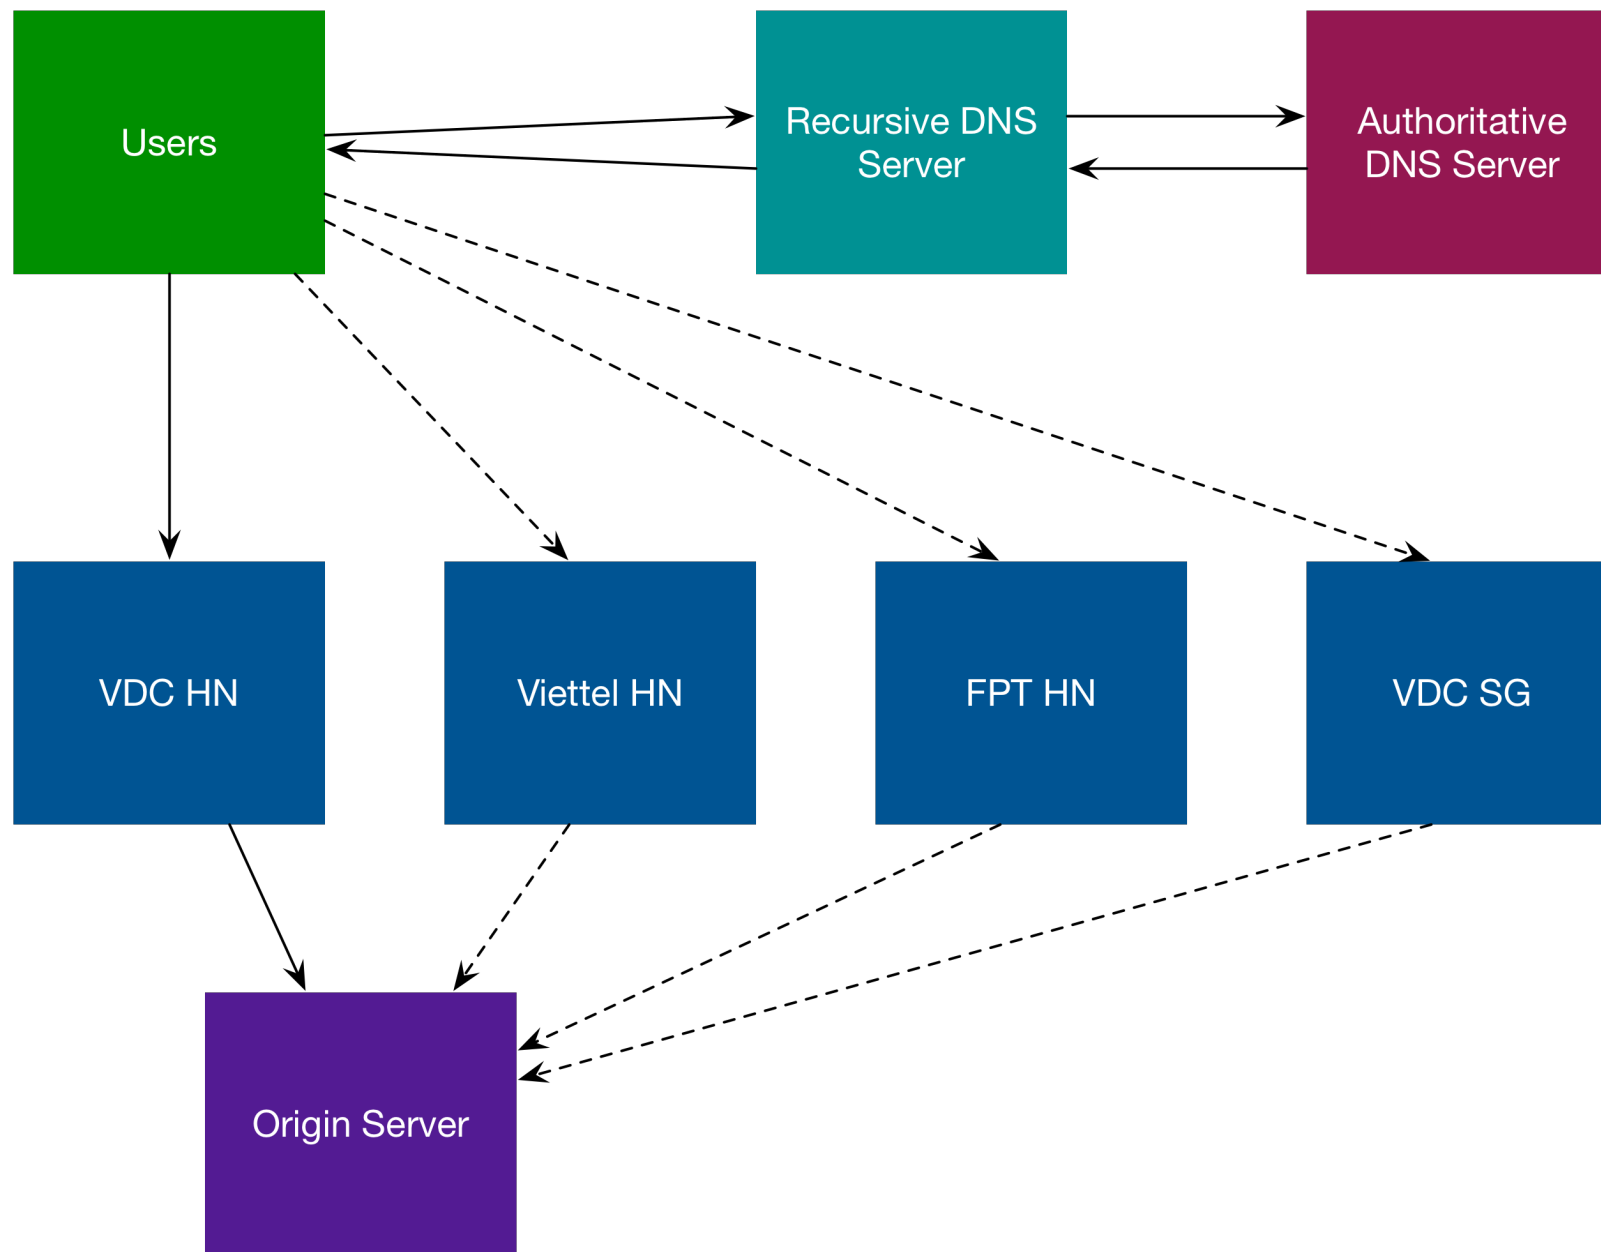 Users
Recursive DNS
Server
Authoritative
DNS Server
VDC HN
Viettel HN
FPT HN
VDC SG
Origin Server